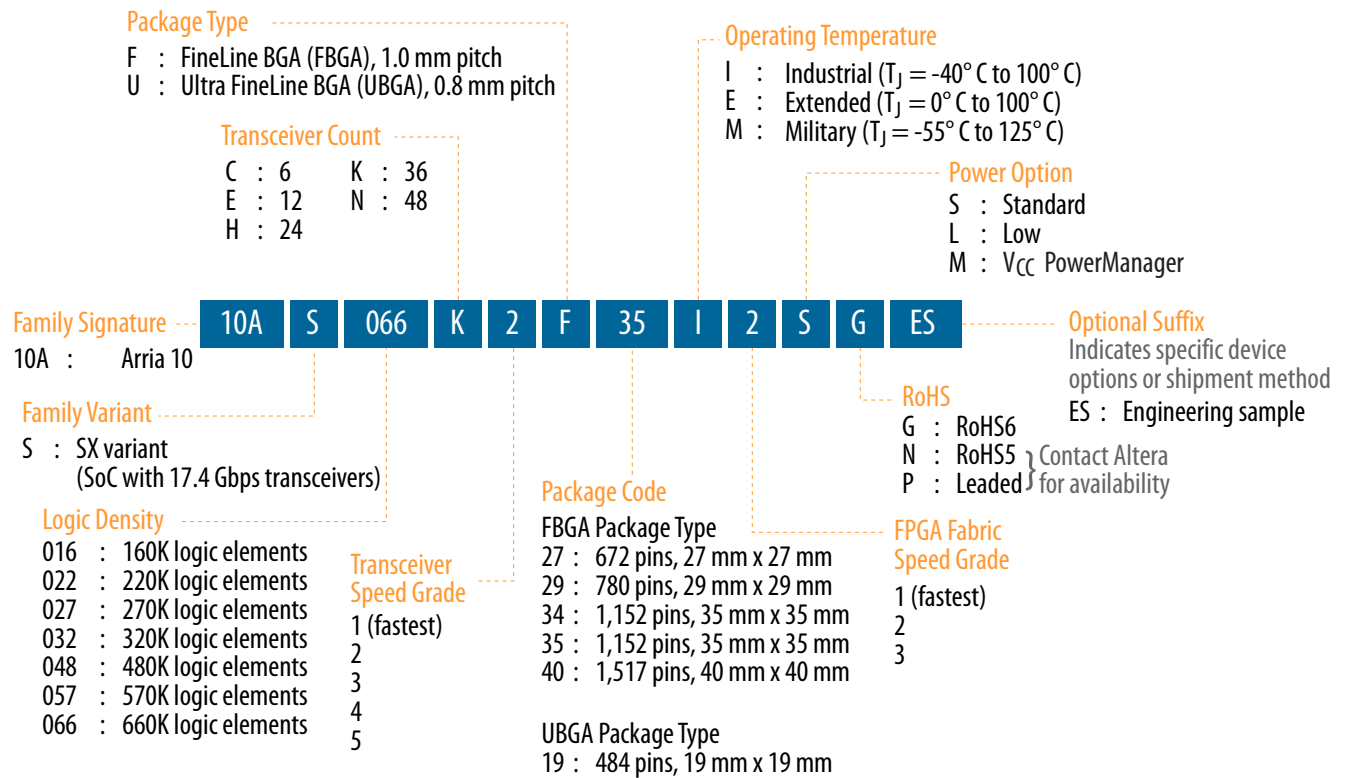 Package Type
F : FineLine BGA (FBGA), 1.0 mm pitch
U : Ultra FineLine BGA (UBGA), 0.8 mm pitch
Operating Temperature
I : Industrial (TJ = -40° C to 100° C)
E : Extended (TJ = 0° C to 100° C)
M : Military (TJ = -55° C to 125° C)
Transceiver Count
C : 6 K : 36
E : 12 N : 48
H : 24
Power Option
S : Standard
L : Low
M : VCC PowerManager
Family Signature
10A : Arria 10
10A S 066 K 2 F 35 I 2 S G ES
Optional Suffix
Indicates specific device
options or shipment method
ES : Engineering sample
Family Variant
S : SX variant
(SoC with 17.4 Gbps transceivers)
RoHS
G : RoHS6
N : RoHS5
P : Leaded
} Contact Altera
for availability
Logic Density
016 : 160K logic elements
022 : 220K logic elements
027 : 270K logic elements
032 : 320K logic elements
048 : 480K logic elements
057 : 570K logic elements
066 : 660K logic elements
Transceiver
Speed Grade
1 (fastest)
2
3
4
5
Package Code
FBGA Package Type
27 : 672 pins, 27 mm x 27 mm
29 : 780 pins, 29 mm x 29 mm
34 : 1,152 pins, 35 mm x 35 mm
35 : 1,152 pins, 35 mm x 35 mm
40 : 1,517 pins, 40 mm x 40 mm
UBGA Package Type
19 : 484 pins, 19 mm x 19 mm
FPGA Fabric
Speed Grade
1 (fastest)
2
3